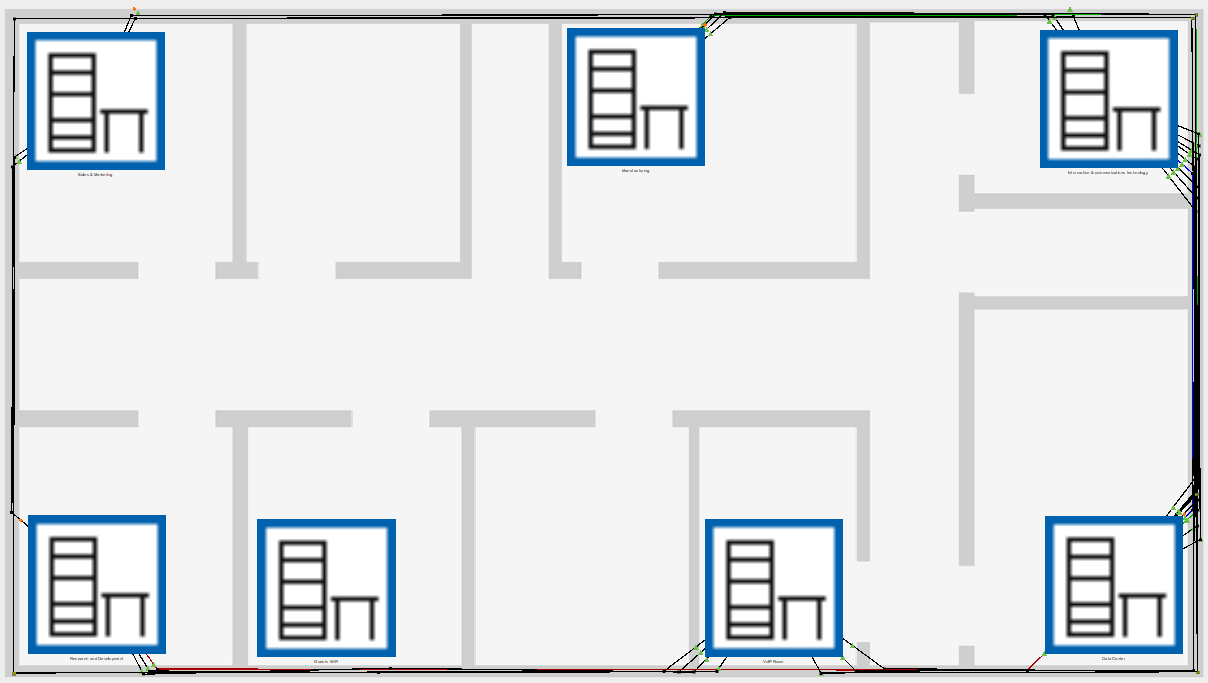 Sales & Marketing
Manufacturing
Information & communications technology
Research and Development
Guests WiFi
VoIP Room
Data Center